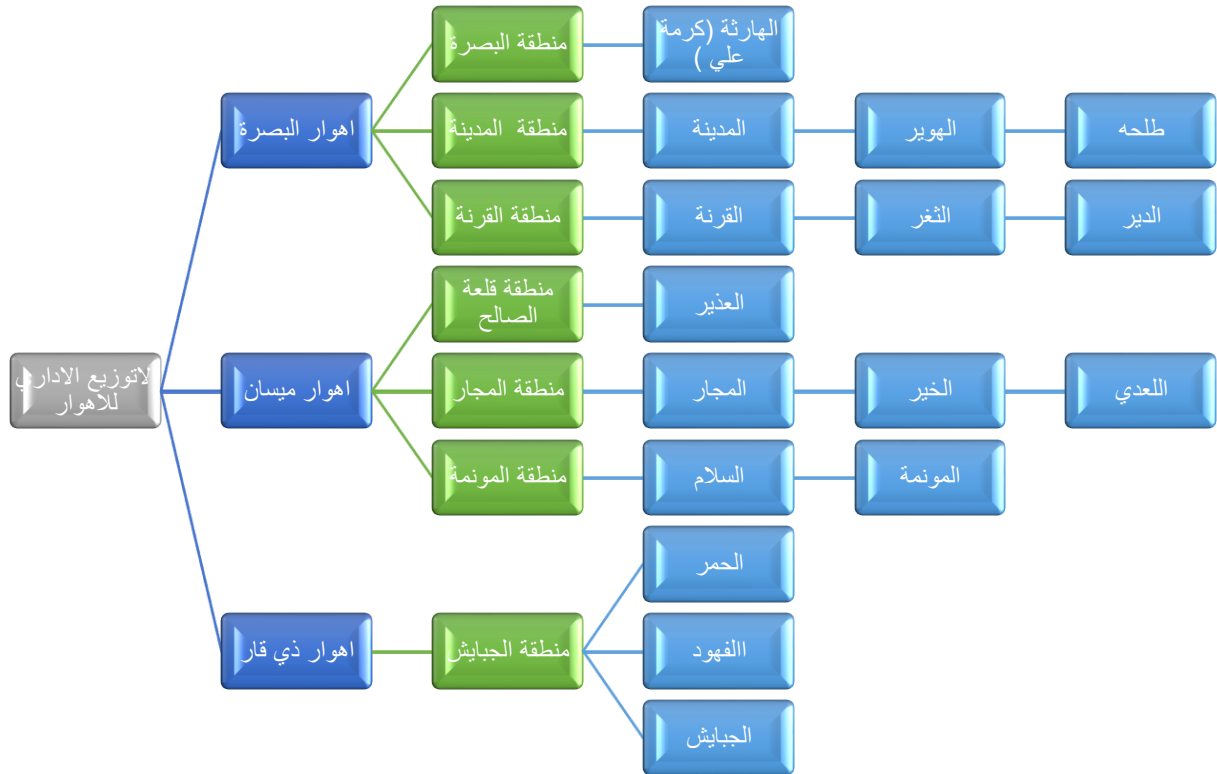 لاتوزيع الاداري
للاهوار
اهوار البصرة
منطقة البصرة
الهارثة (كرمة
علي )
منطقة المدينة
المدينة
الهوير
طلحه
منطقة القرنة
القرنة
الثغر
الدير
اهوار ميسان
منطقة قلعة
الصالح
العذير
منطقة المجار
المجار
الخير
اللعدي
منطقة المونمة
السلام
المونمة
اهوار ذي قار
منطقة الجبايش
الحمر
االفهود
الجبايش